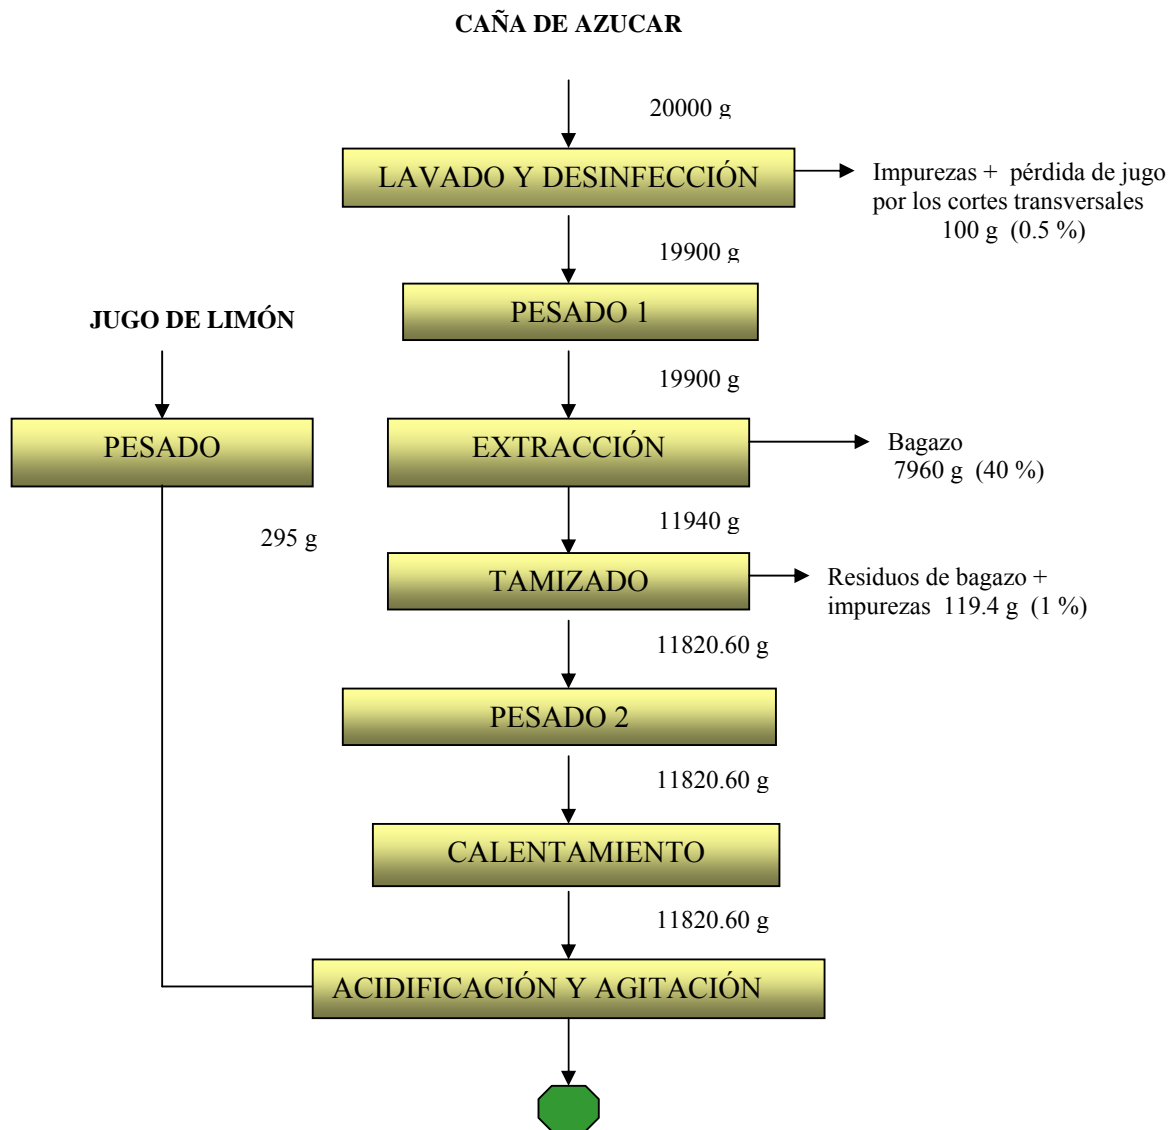 CAÑA DE AZUCAR
20000 g
LAVADO Y DESINFECCIÓN
Impurezas + pérdida de jugo
por los cortes transversales
100 g (0.5 %)
19900 g
PESADO 1
JUGO DE LIMÓN
19900 g
PESADO
EXTRACCIÓN
Bagazo
7960 g (40 %)
295 g
11940 g
TAMIZADO
Residuos de bagazo +
impurezas 119.4 g (1 %)
11820.60 g
PESADO 2
11820.60 g
CALENTAMIENTO
11820.60 g
ACIDIFICACIÓN Y AGITACIÓN